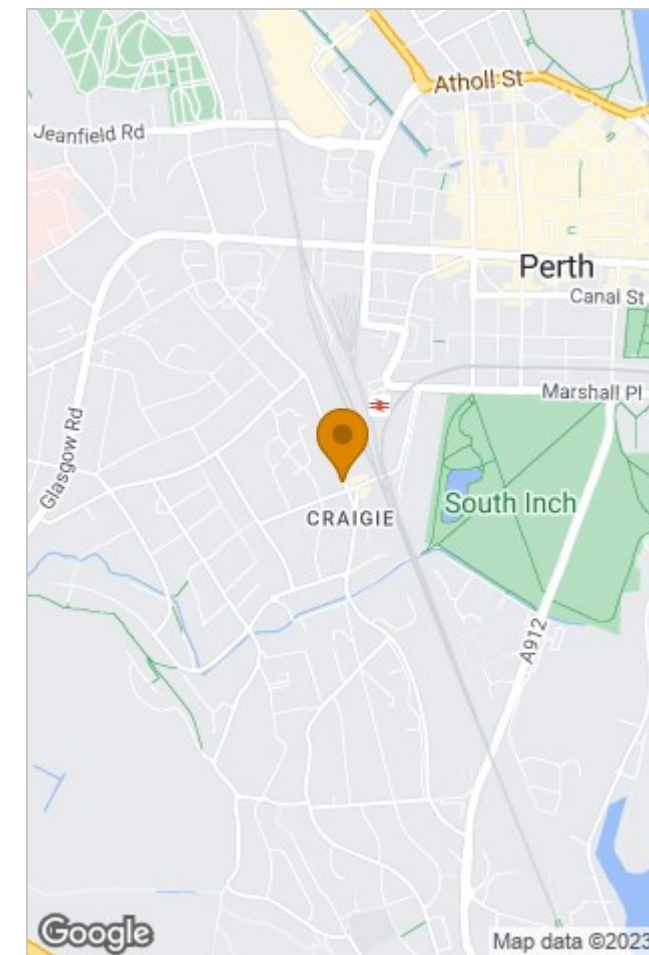 Atholl St
Jeanfield Rd
Perth
Canal St
Marshall Pl
Glasgow Rd
South Inch
CRAIGIE
A912
Google
Map data ©2023